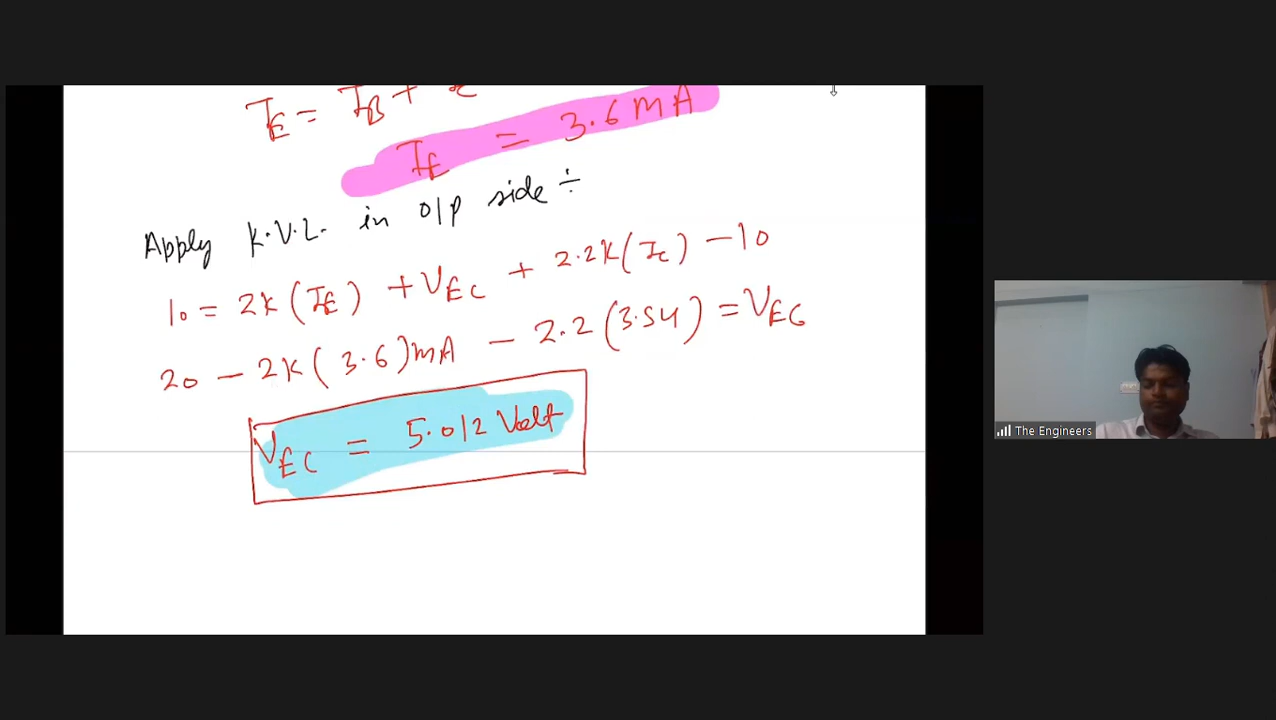 IE = IB + c
IE = 3.6 mA
Apply K.V.L. in o/p side ÷
10 = 2k (IE) + VEC + 2.2k (Ic) - 10
20 - 2k (3.6) mA - 2.2 (3.54) = VEC
VEC = 5.012 Volt
The Engineers